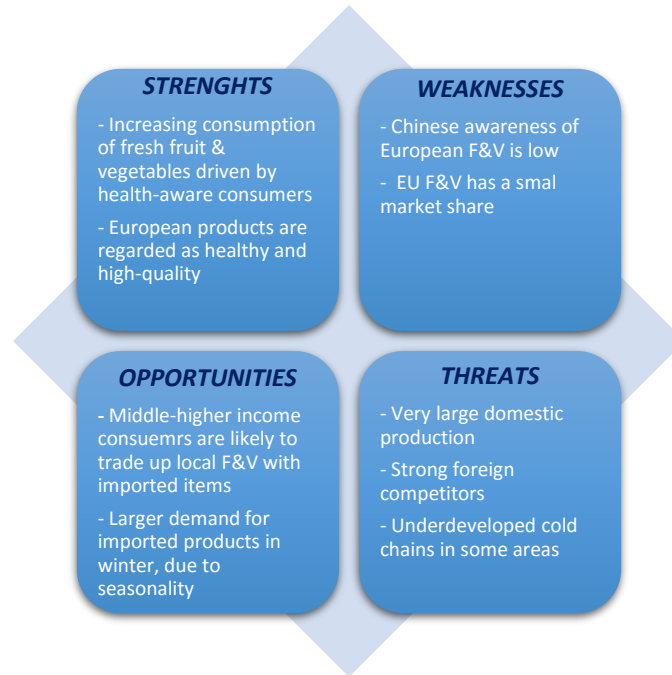 STRENGHTS
- Increasing consumption
of fresh fruit &
vegetables driven by
health-aware consumers
- European products are
regarded as healthy and
high-quality
WEAKNESSES
- Chinese awareness of
European F&V is low
- EU F&V has a smal
market share
OPPORTUNITIES
- Middle-higher income
consuemrs are likely to
trade up local F&V with
imported items
- Larger demand for
imported products in
winter, due to
seasonality
THREATS
- Very large domestic
production
- Strong foreign
competitors
- Underdeveloped cold
chains in some areas